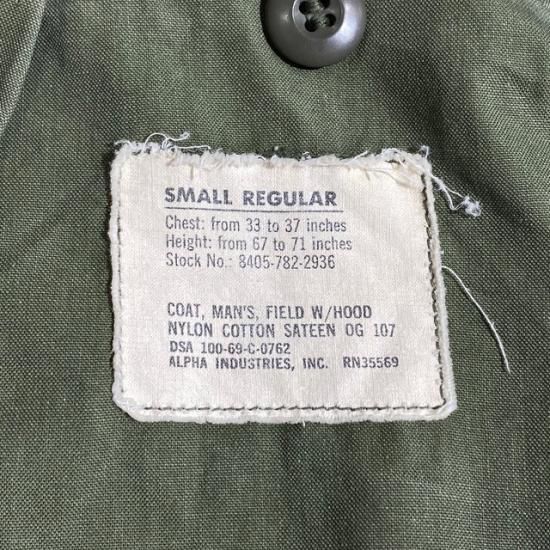 SMALL REGULAR
Chest: from 33 to 37 inches
Height: from 67 to 71 inches
Stock No.: 8405-782-2936
COAT, MAN'S, FIELD W/HOOD
NYLON COTTON SATEEN OG 107
DSA 100-69-C-0762
ALPHA INDUSTRIES, INC. RN35569